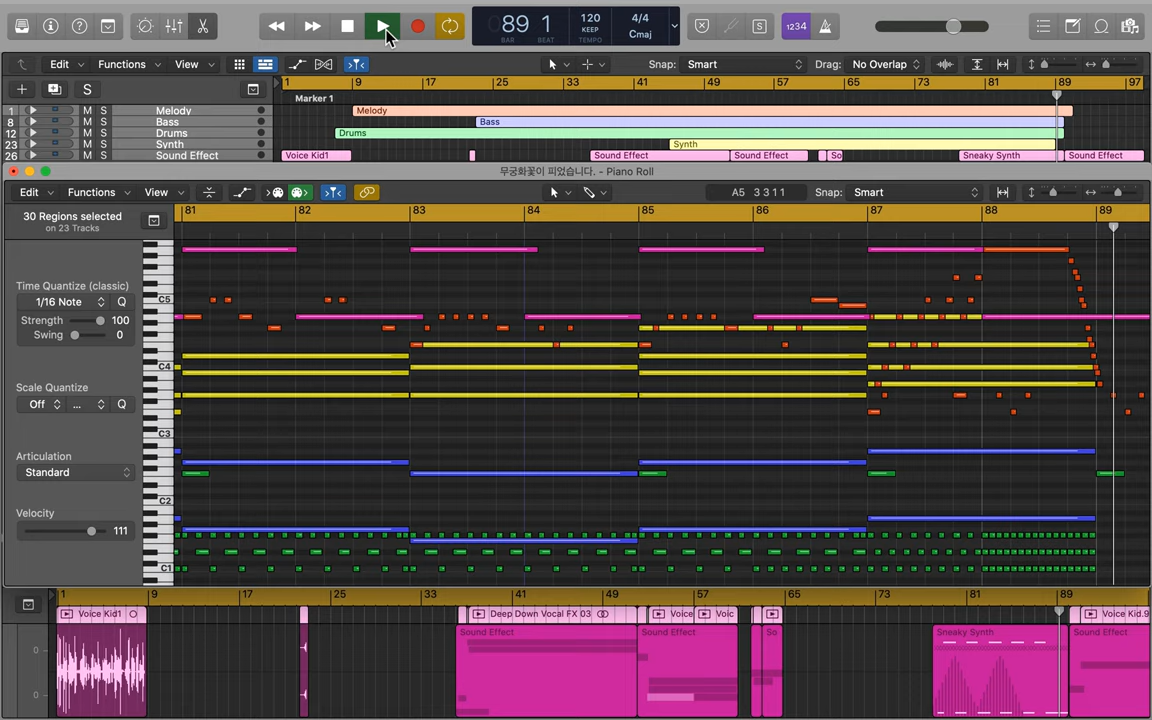 89 1
BAR BEAT
120
KEEP
TEMPO
4/4
Cmaj
S
1234
Edit Functions View Snap: Smart Drag: No Overlap
S 1 9 17 25 33 41 49 57 65 73 81 89 97
Marker 1
1 M S Melody Melody
8 M S Bass Bass
12 M S Drums Drums
23 M S Synth Synth
26 M S Sound Effect Voice Kid1 Sound Effect Sound Effect So Sneaky Synth Sound Effect
무궁화꽃이 피었습니다. - Piano Roll
Edit Functions View A5 3 3 1 1 Snap: Smart
30 Regions selected
on 23 Tracks
81 82 83 84 85 86 87 88 89
Time Quantize (classic)
1/16 Note Q
Strength 100
Swing 0
Scale Quantize
Off ... Q
Articulation
Standard
Velocity
111
C5
C4
C3
C2
C1
1 9 17 25 33 41 49 57 65 73 81 89
Voice Kid1 Deep Down Vocal FX 03 Voice Voic Voice Kid.9
Sound Effect Sound Effect So Sneaky Synth Sound Effect
0
0